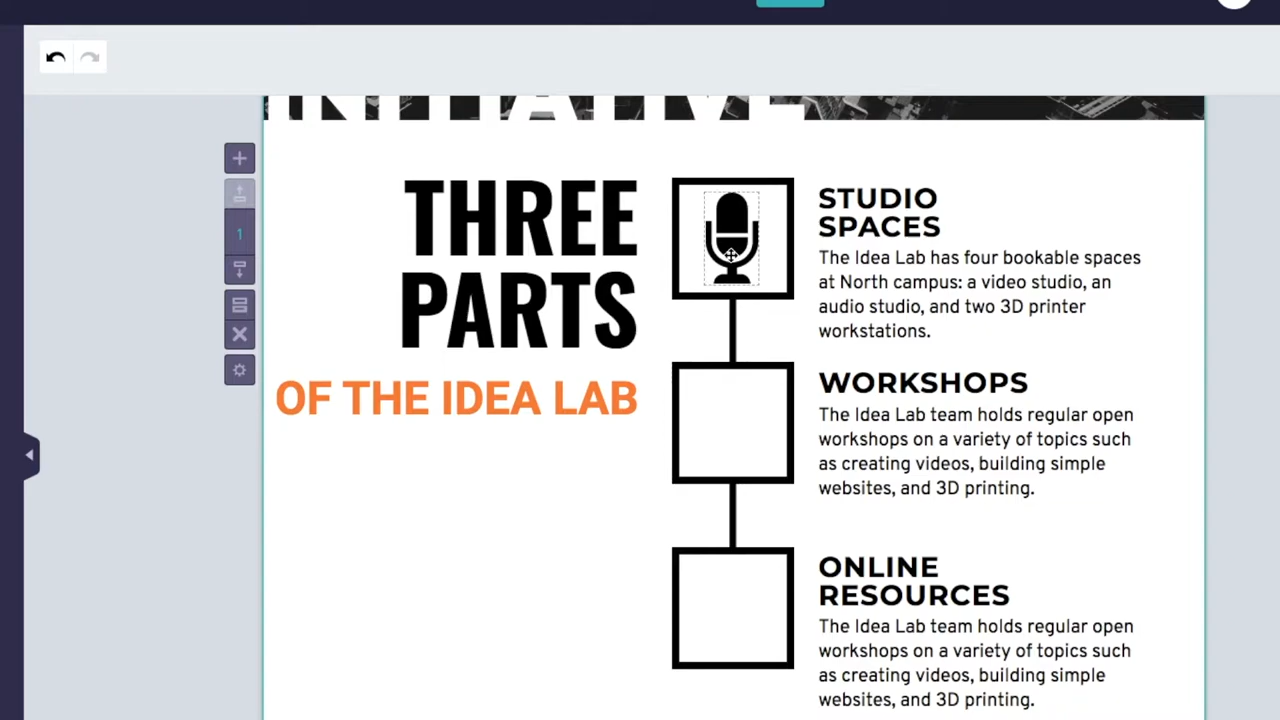 INITIATIVE
1
THREE
PARTS
OF THE IDEA LAB
STUDIO
SPACES
The Idea Lab has four bookable spaces
at North campus: a video studio, an
audio studio, and two 3D printer
workstations.
WORKSHOPS
The Idea Lab team holds regular open
workshops on a variety of topics such
as creating videos, building simple
websites, and 3D printing.
ONLINE
RESOURCES
The Idea Lab team holds regular open
workshops on a variety of topics such
as creating videos, building simple
websites, and 3D printing.